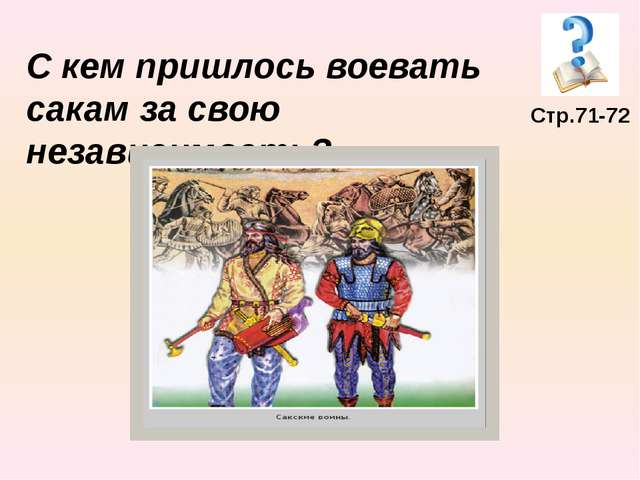 С кем пришлось воевать
сакам за свою
Стр.71-72
Сакские воины.